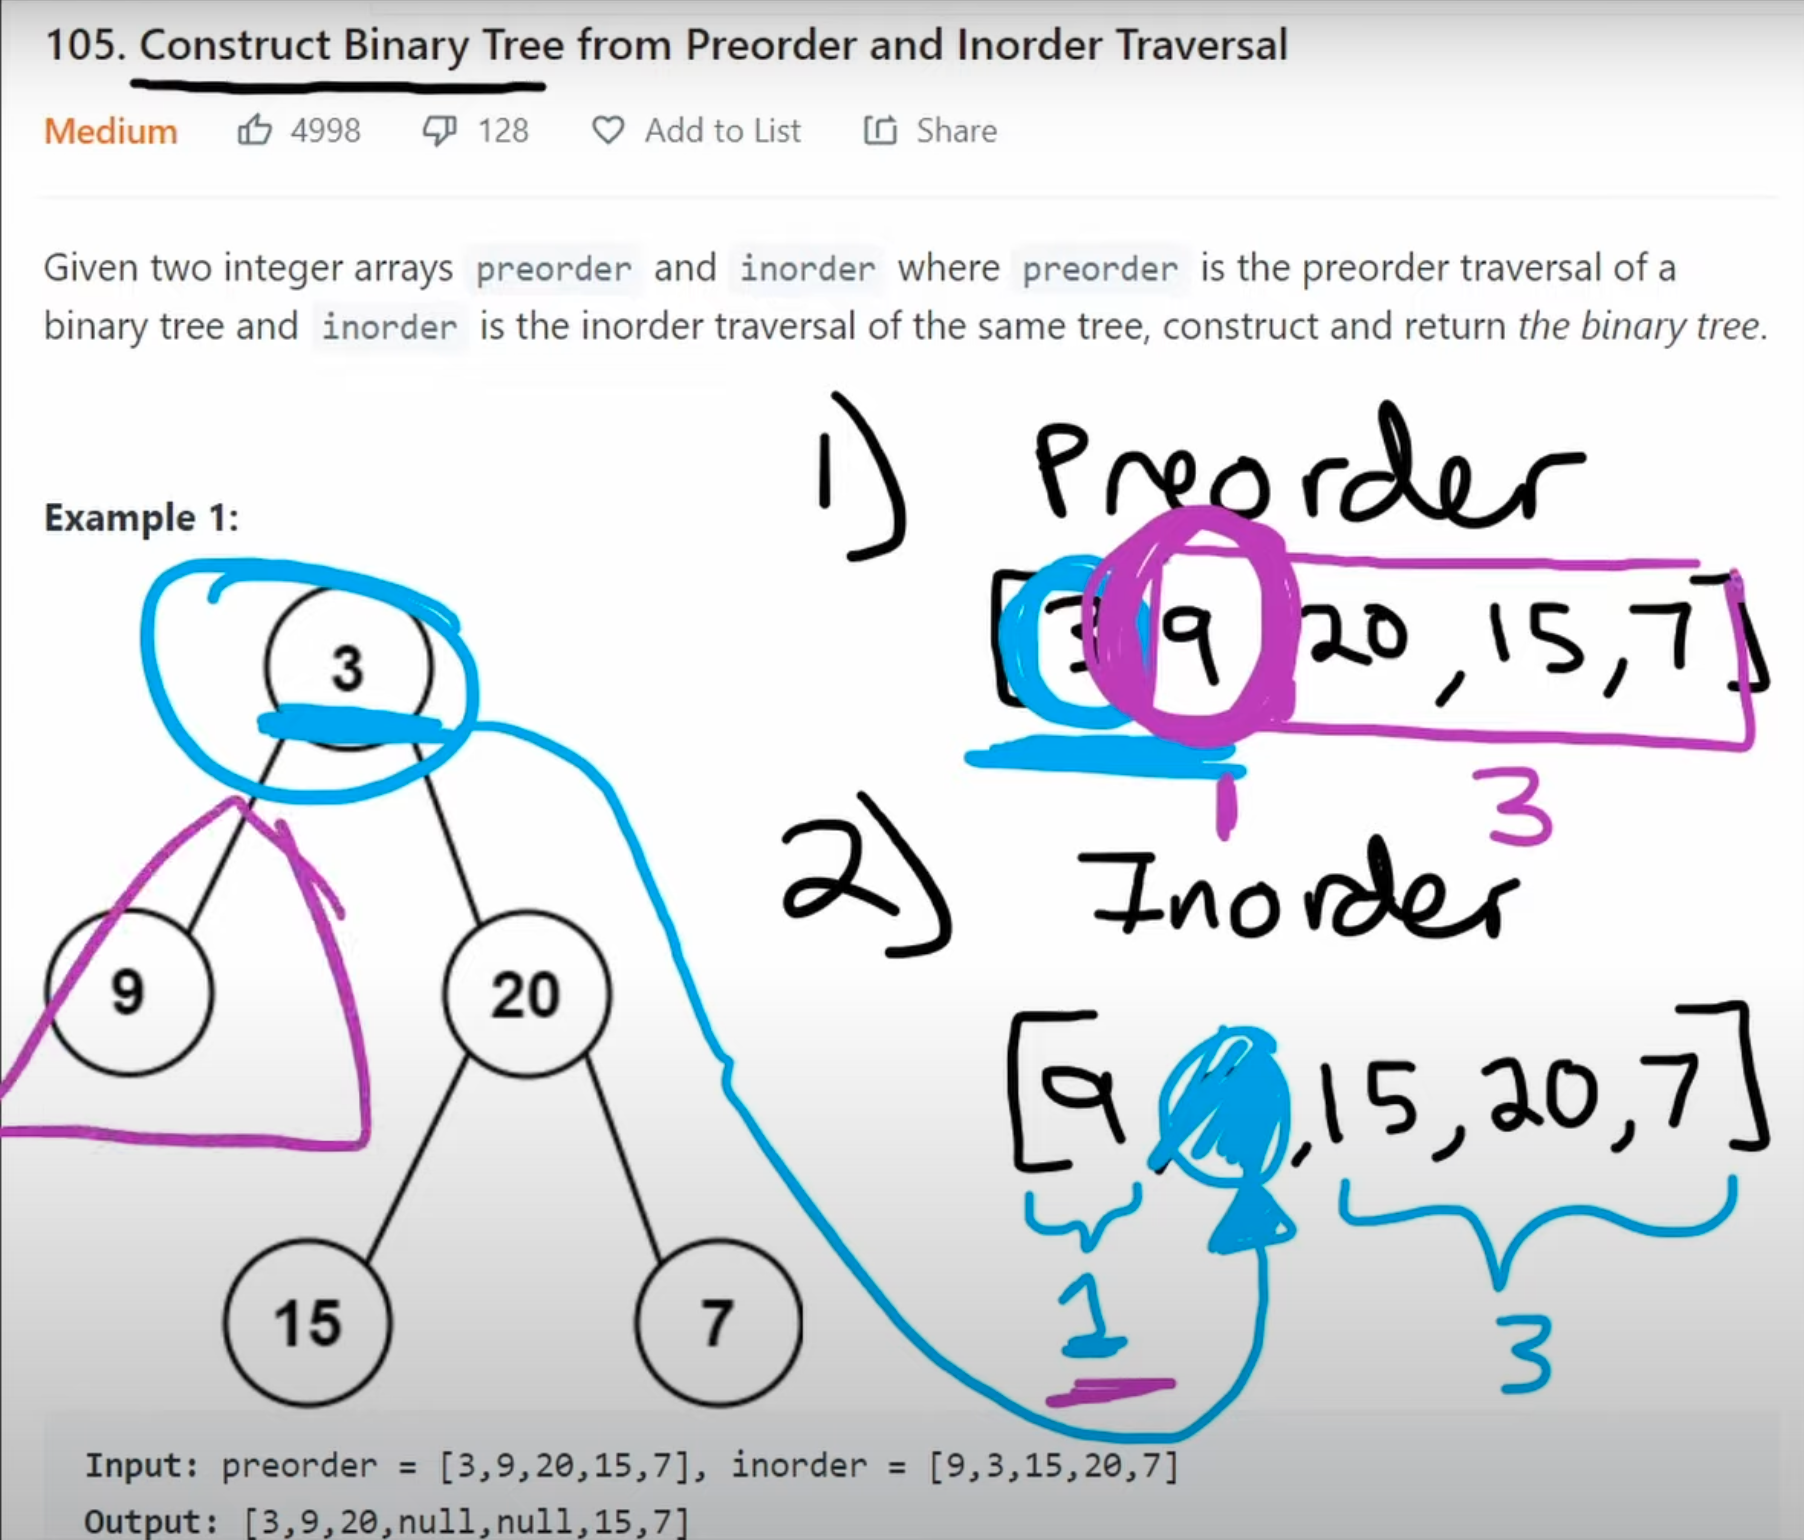 105. Construct Binary Tree from Preorder and Inorder Traversal
Medium 4998 128 Add to List Share
Given two integer arrays preorder and inorder where preorder is the preorder traversal of a
binary tree and inorder is the inorder traversal of the same tree, construct and return the binary tree.
1) Preorder
Example 1:
[3 9 20, 15, 7]
1 3
2) Inorder
[9, , 15, 20, 7]
1 3
3
9 20
15 7
Input: preorder = [3,9,20,15,7], inorder = [9,3,15,20,7]
Output: [3,9,20,null,null,15,7]